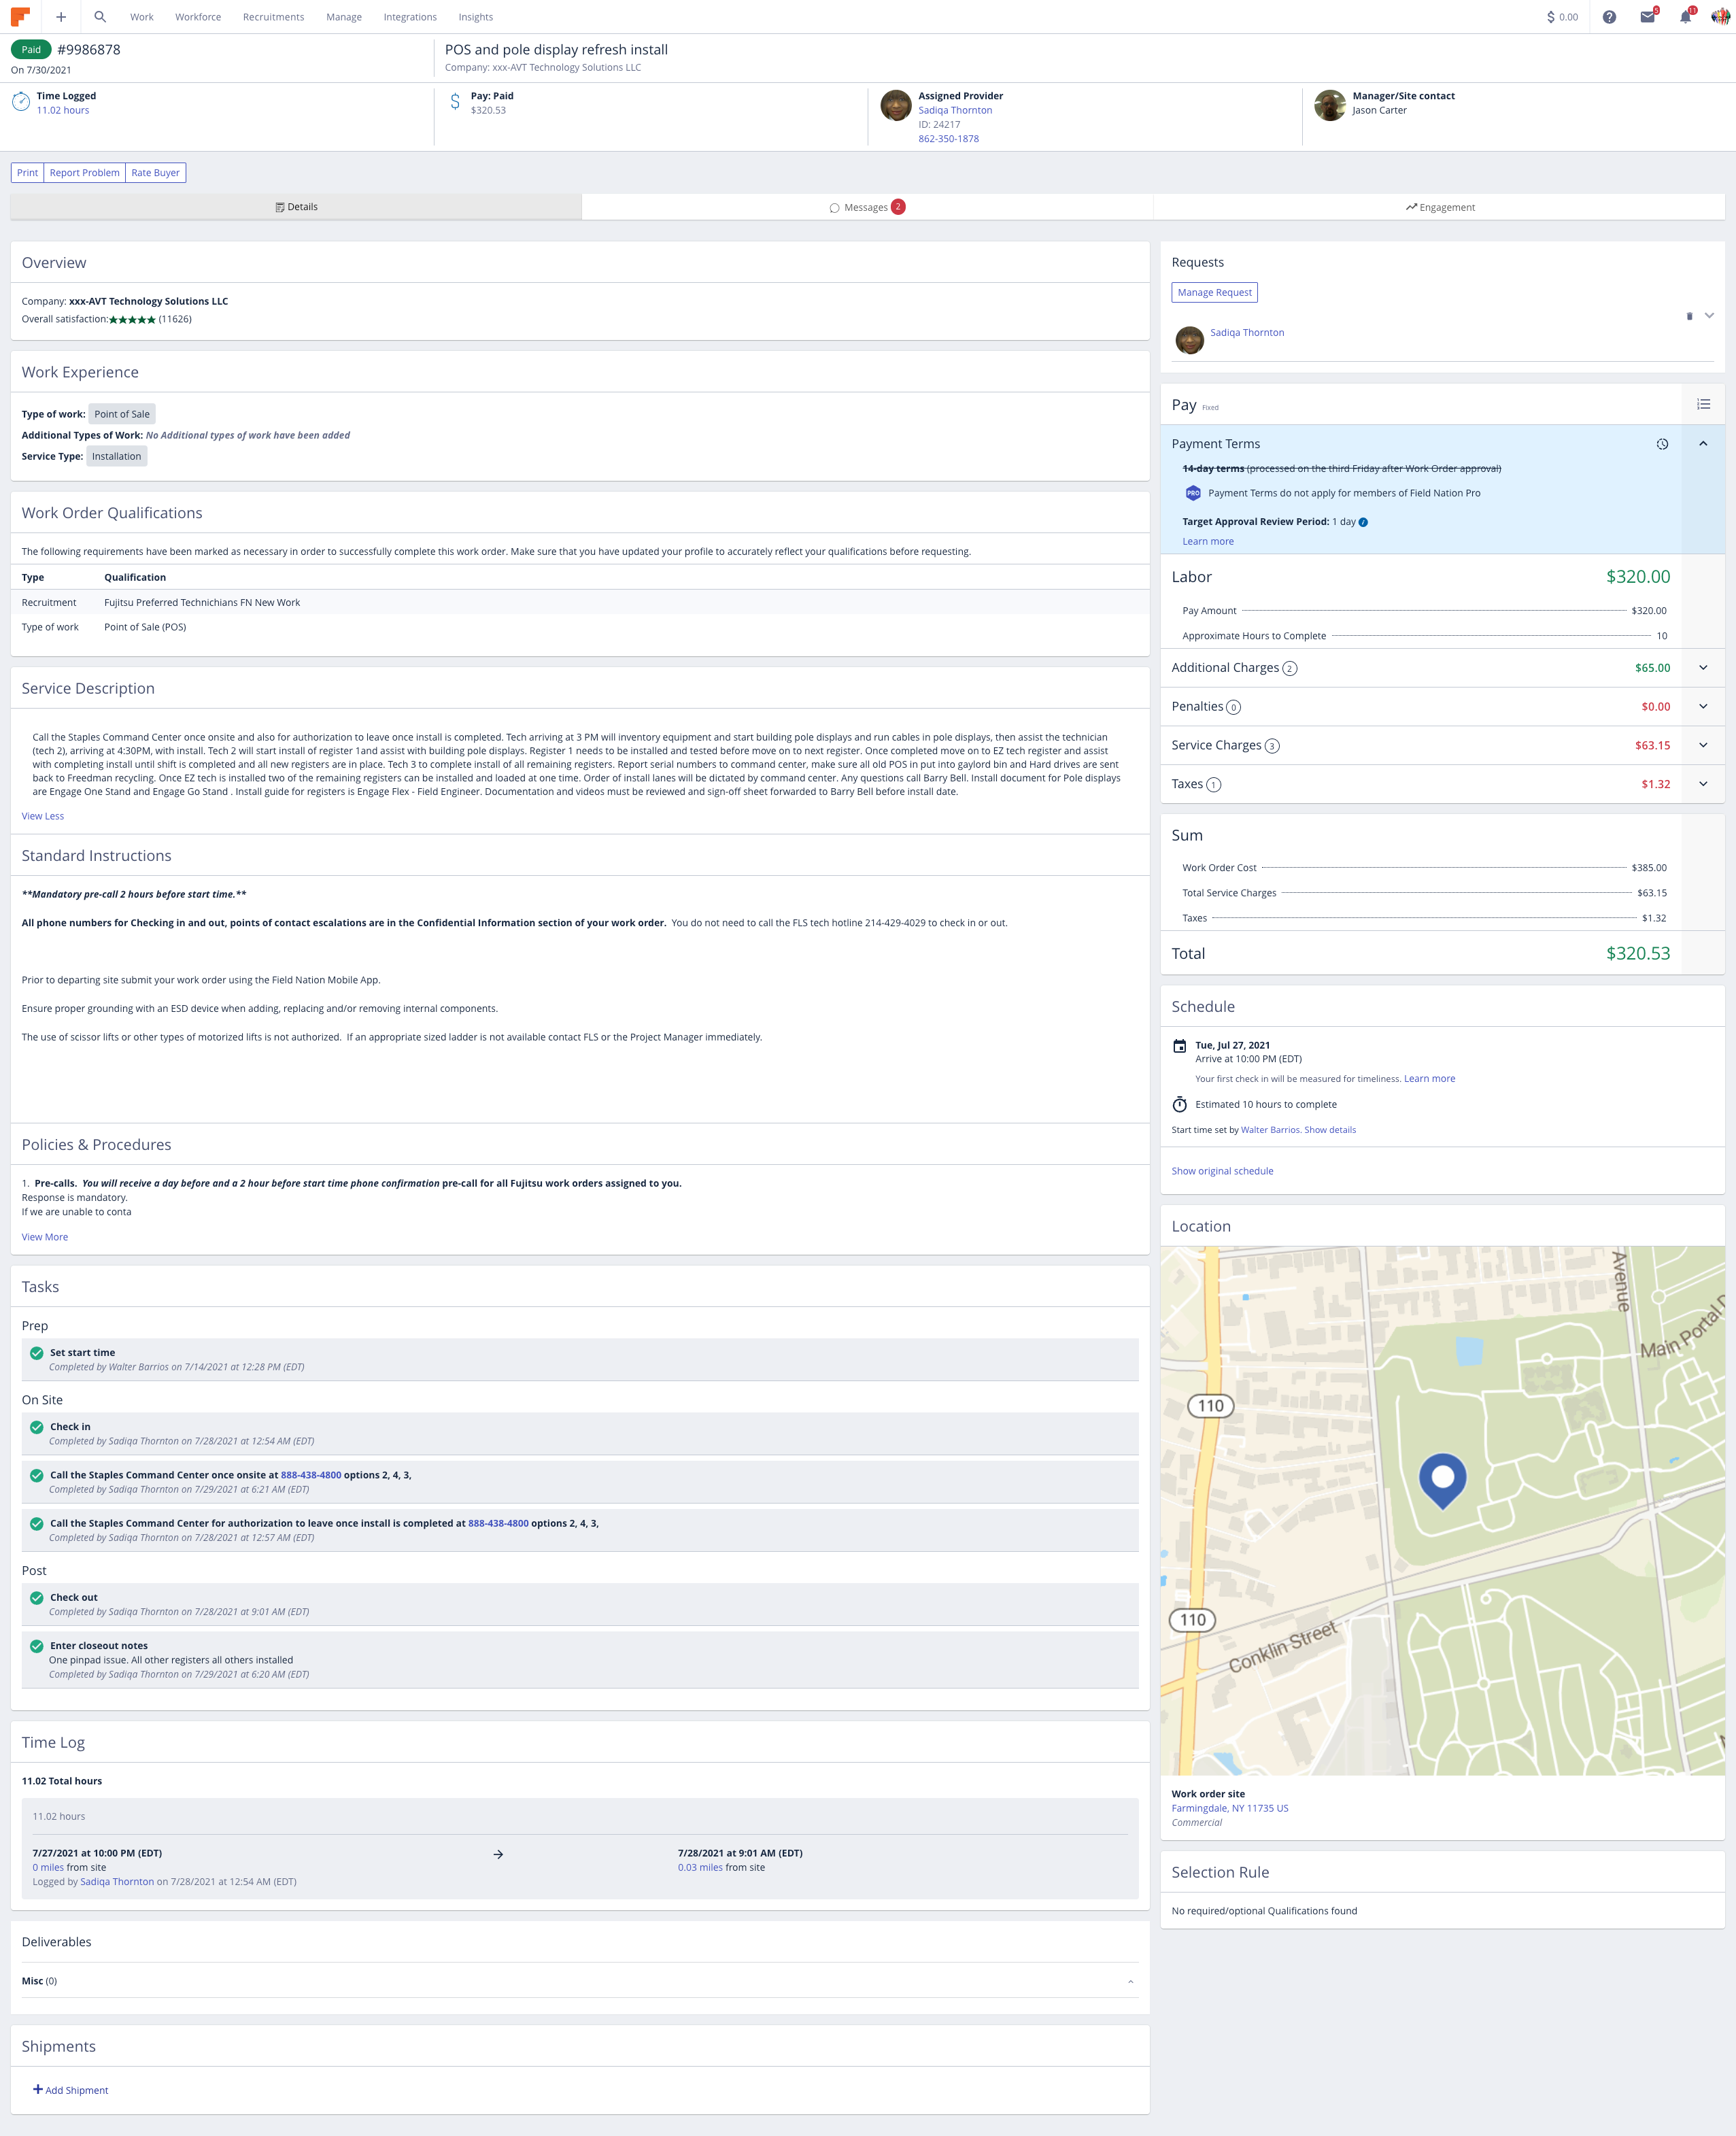 Work Workforce Recruitments Manage Integrations Insights $ 0.00 5 11
Paid #9986878
On 7/30/2021
POS and pole display refresh install
Company: xxx-AVT Technology Solutions LLC
Time Logged
11.02 hours
Pay: Paid
$320.53
Assigned Provider
Sadiqa Thornton
ID: 24217
862-350-1878
Manager/Site contact
Jason Carter
Print Report Problem Rate Buyer
Details Messages 2 Engagement
Overview
Company: xxx-AVT Technology Solutions LLC
Overall satisfaction:★★★★★ (11626)
Work Experience
Type of work: Point of Sale
Additional Types of Work: No Additional types of work have been added
Service Type: Installation
Work Order Qualifications
The following requirements have been marked as necessary in order to successfully complete this work order. Make sure that you have updated your profile to accurately reflect your qualifications before requesting.
Type Qualification
Recruitment Fujitsu Preferred Technichians FN New Work
Type of work Point of Sale (POS)
Service Description
Call the Staples Command Center once onsite and also for authorization to leave once install is completed. Tech arriving at 3 PM will inventory equipment and start building pole displays and run cables in pole displays, then assist the technician
(tech 2), arriving at 4:30PM, with install. Tech 2 will start install of register 1and assist with building pole displays. Register 1 needs to be installed and tested before move on to next register. Once completed move on to EZ tech register and assist
with completing install until shift is completed and all new registers are in place. Tech 3 to complete install of all remaining registers. Report serial numbers to command center, make sure all old POS in put into gaylord bin and Hard drives are sent
back to Freedman recycling. Once EZ tech is installed two of the remaining registers can be installed and loaded at one time. Order of install lanes will be dictated by command center. Any questions call Barry Bell. Install document for Pole displays
are Engage One Stand and Engage Go Stand . Install guide for registers is Engage Flex - Field Engineer. Documentation and videos must be reviewed and sign-off sheet forwarded to Barry Bell before install date.
View Less
Standard Instructions
**Mandatory pre-call 2 hours before start time.**
All phone numbers for Checking in and out, points of contact escalations are in the Confidential Information section of your work order. You do not need to call the FLS tech hotline 214-429-4029 to check in or out.
Prior to departing site submit your work order using the Field Nation Mobile App.
Ensure proper grounding with an ESD device when adding, replacing and/or removing internal components.
The use of scissor lifts or other types of motorized lifts is not authorized. If an appropriate sized ladder is not available contact FLS or the Project Manager immediately.
Policies & Procedures
1. Pre-calls. You will receive a day before and a 2 hour before start time phone confirmation pre-call for all Fujitsu work orders assigned to you.
Response is mandatory.
If we are unable to conta
View More
Tasks
Prep
Set start time
Completed by Walter Barrios on 7/14/2021 at 12:28 PM (EDT)
On Site
Check in
Completed by Sadiqa Thornton on 7/28/2021 at 12:54 AM (EDT)
Call the Staples Command Center once onsite at 888-438-4800 options 2, 4, 3,
Completed by Sadiqa Thornton on 7/29/2021 at 6:21 AM (EDT)
Call the Staples Command Center for authorization to leave once install is completed at 888-438-4800 options 2, 4, 3,
Completed by Sadiqa Thornton on 7/28/2021 at 12:57 AM (EDT)
Post
Check out
Completed by Sadiqa Thornton on 7/28/2021 at 9:01 AM (EDT)
Enter closeout notes
One pinpad issue. All other registers all others installed
Completed by Sadiqa Thornton on 7/29/2021 at 6:20 AM (EDT)
Time Log
11.02 Total hours
11.02 hours
7/27/2021 at 10:00 PM (EDT) → 7/28/2021 at 9:01 AM (EDT)
0 miles from site 0.03 miles from site
Logged by Sadiqa Thornton on 7/28/2021 at 12:54 AM (EDT)
Deliverables
Misc (0)
Shipments
+ Add Shipment
Requests
Manage Request
Sadiqa Thornton
Pay Fixed
Payment Terms
14-day terms (processed on the third Friday after Work Order approval)
PRO Payment Terms do not apply for members of Field Nation Pro
Target Approval Review Period: 1 day i
Learn more
Labor $320.00
Pay Amount $320.00
Approximate Hours to Complete 10
Additional Charges 2 $65.00
Penalties 0 $0.00
Service Charges 3 $63.15
Taxes 1 $1.32
Sum
Work Order Cost $385.00
Total Service Charges $63.15
Taxes $1.32
Total $320.53
Schedule
Tue, Jul 27, 2021
Arrive at 10:00 PM (EDT)
Your first check in will be measured for timeliness. Learn more
Estimated 10 hours to complete
Start time set by Walter Barrios. Show details
Show original schedule
Location
Avenue
Main Portal
110
110
Conklin Street
Work order site
Farmingdale, NY 11735 US
Commercial
Selection Rule
No required/optional Qualifications found